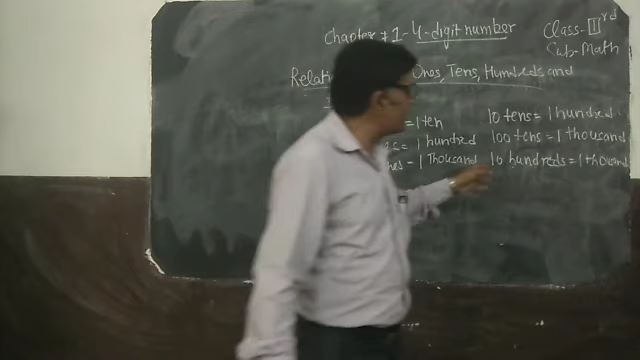 Chapter # 1 - 4-digit number
Class - IIIrd
Sub - Math
Ones, Tens, Hundreds and
= 1 ten
10 tens = 1 hundred.
= 1 hundred
100 tens = 1 thousand
= 1 Thousand
10 hundreds = 1 thousand